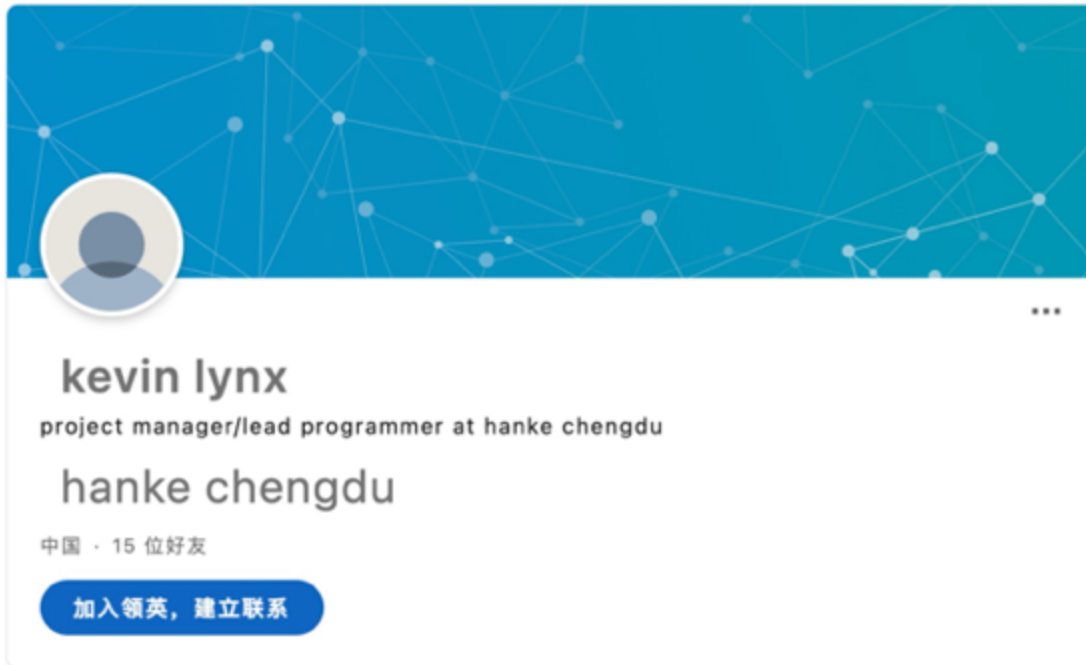 kevin lynx
project manager/lead programmer at hanke chengdu
hanke chengdu
中国 · 15 位好友
加入领英，建立联系